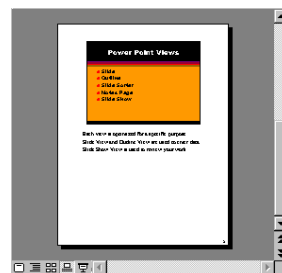 Power Point Views
Slide
Outline
Slide Sorter
Notes Page
Slide Show
Each view is specialized for a specific purpose
Slide View and Outline View are used to enter data
Slide Show View is used to review your work